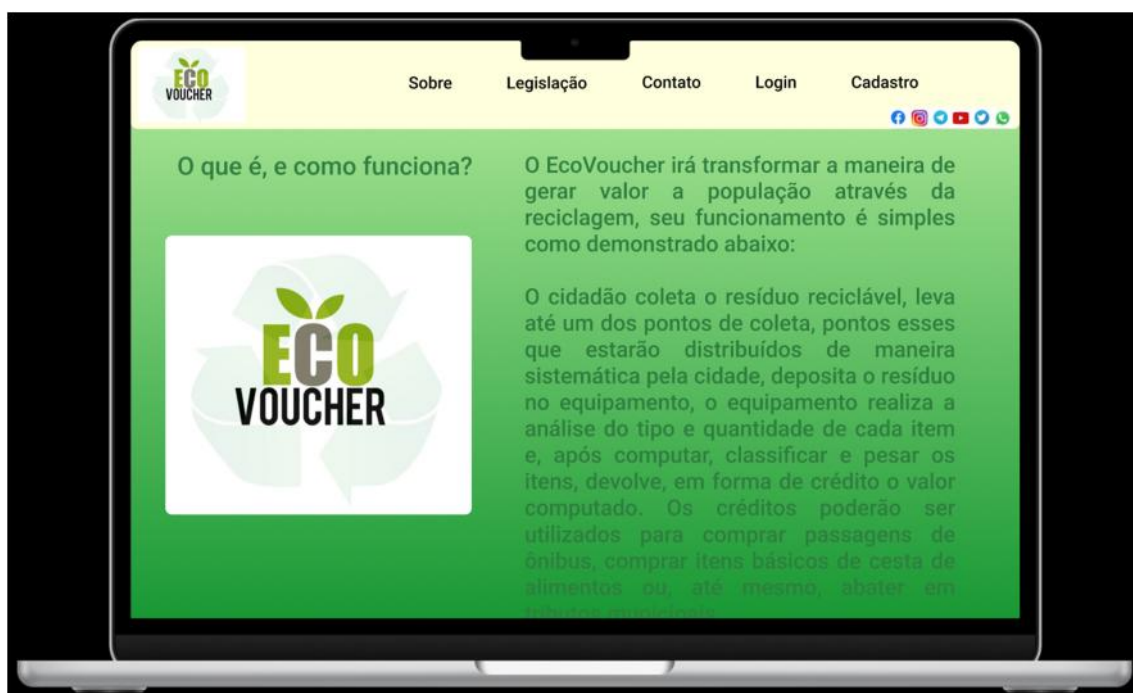 ECO
VOUCHER
Sobre
Legislação
Contato
Login
Cadastro
O que é, e como funciona?
ECO
VOUCHER
O EcoVoucher irá transformar a maneira de
gerar valor a população através da
reciclagem, seu funcionamento é simples
como demonstrado abaixo:
O cidadão coleta o resíduo reciclável, leva
até um dos pontos de coleta, pontos esses
que estarão distribuídos de maneira
sistemática pela cidade, deposita o resíduo
no equipamento, o equipamento realiza a
análise do tipo e quantidade de cada item
e, após computar, classificar e pesar os
itens, devolve, em forma de crédito o valor
computado. Os créditos poderão ser
utilizados para comprar passagens de
ônibus, comprar itens básicos de cesta de
alimentos ou, até mesmo, abater em
tributos municipais